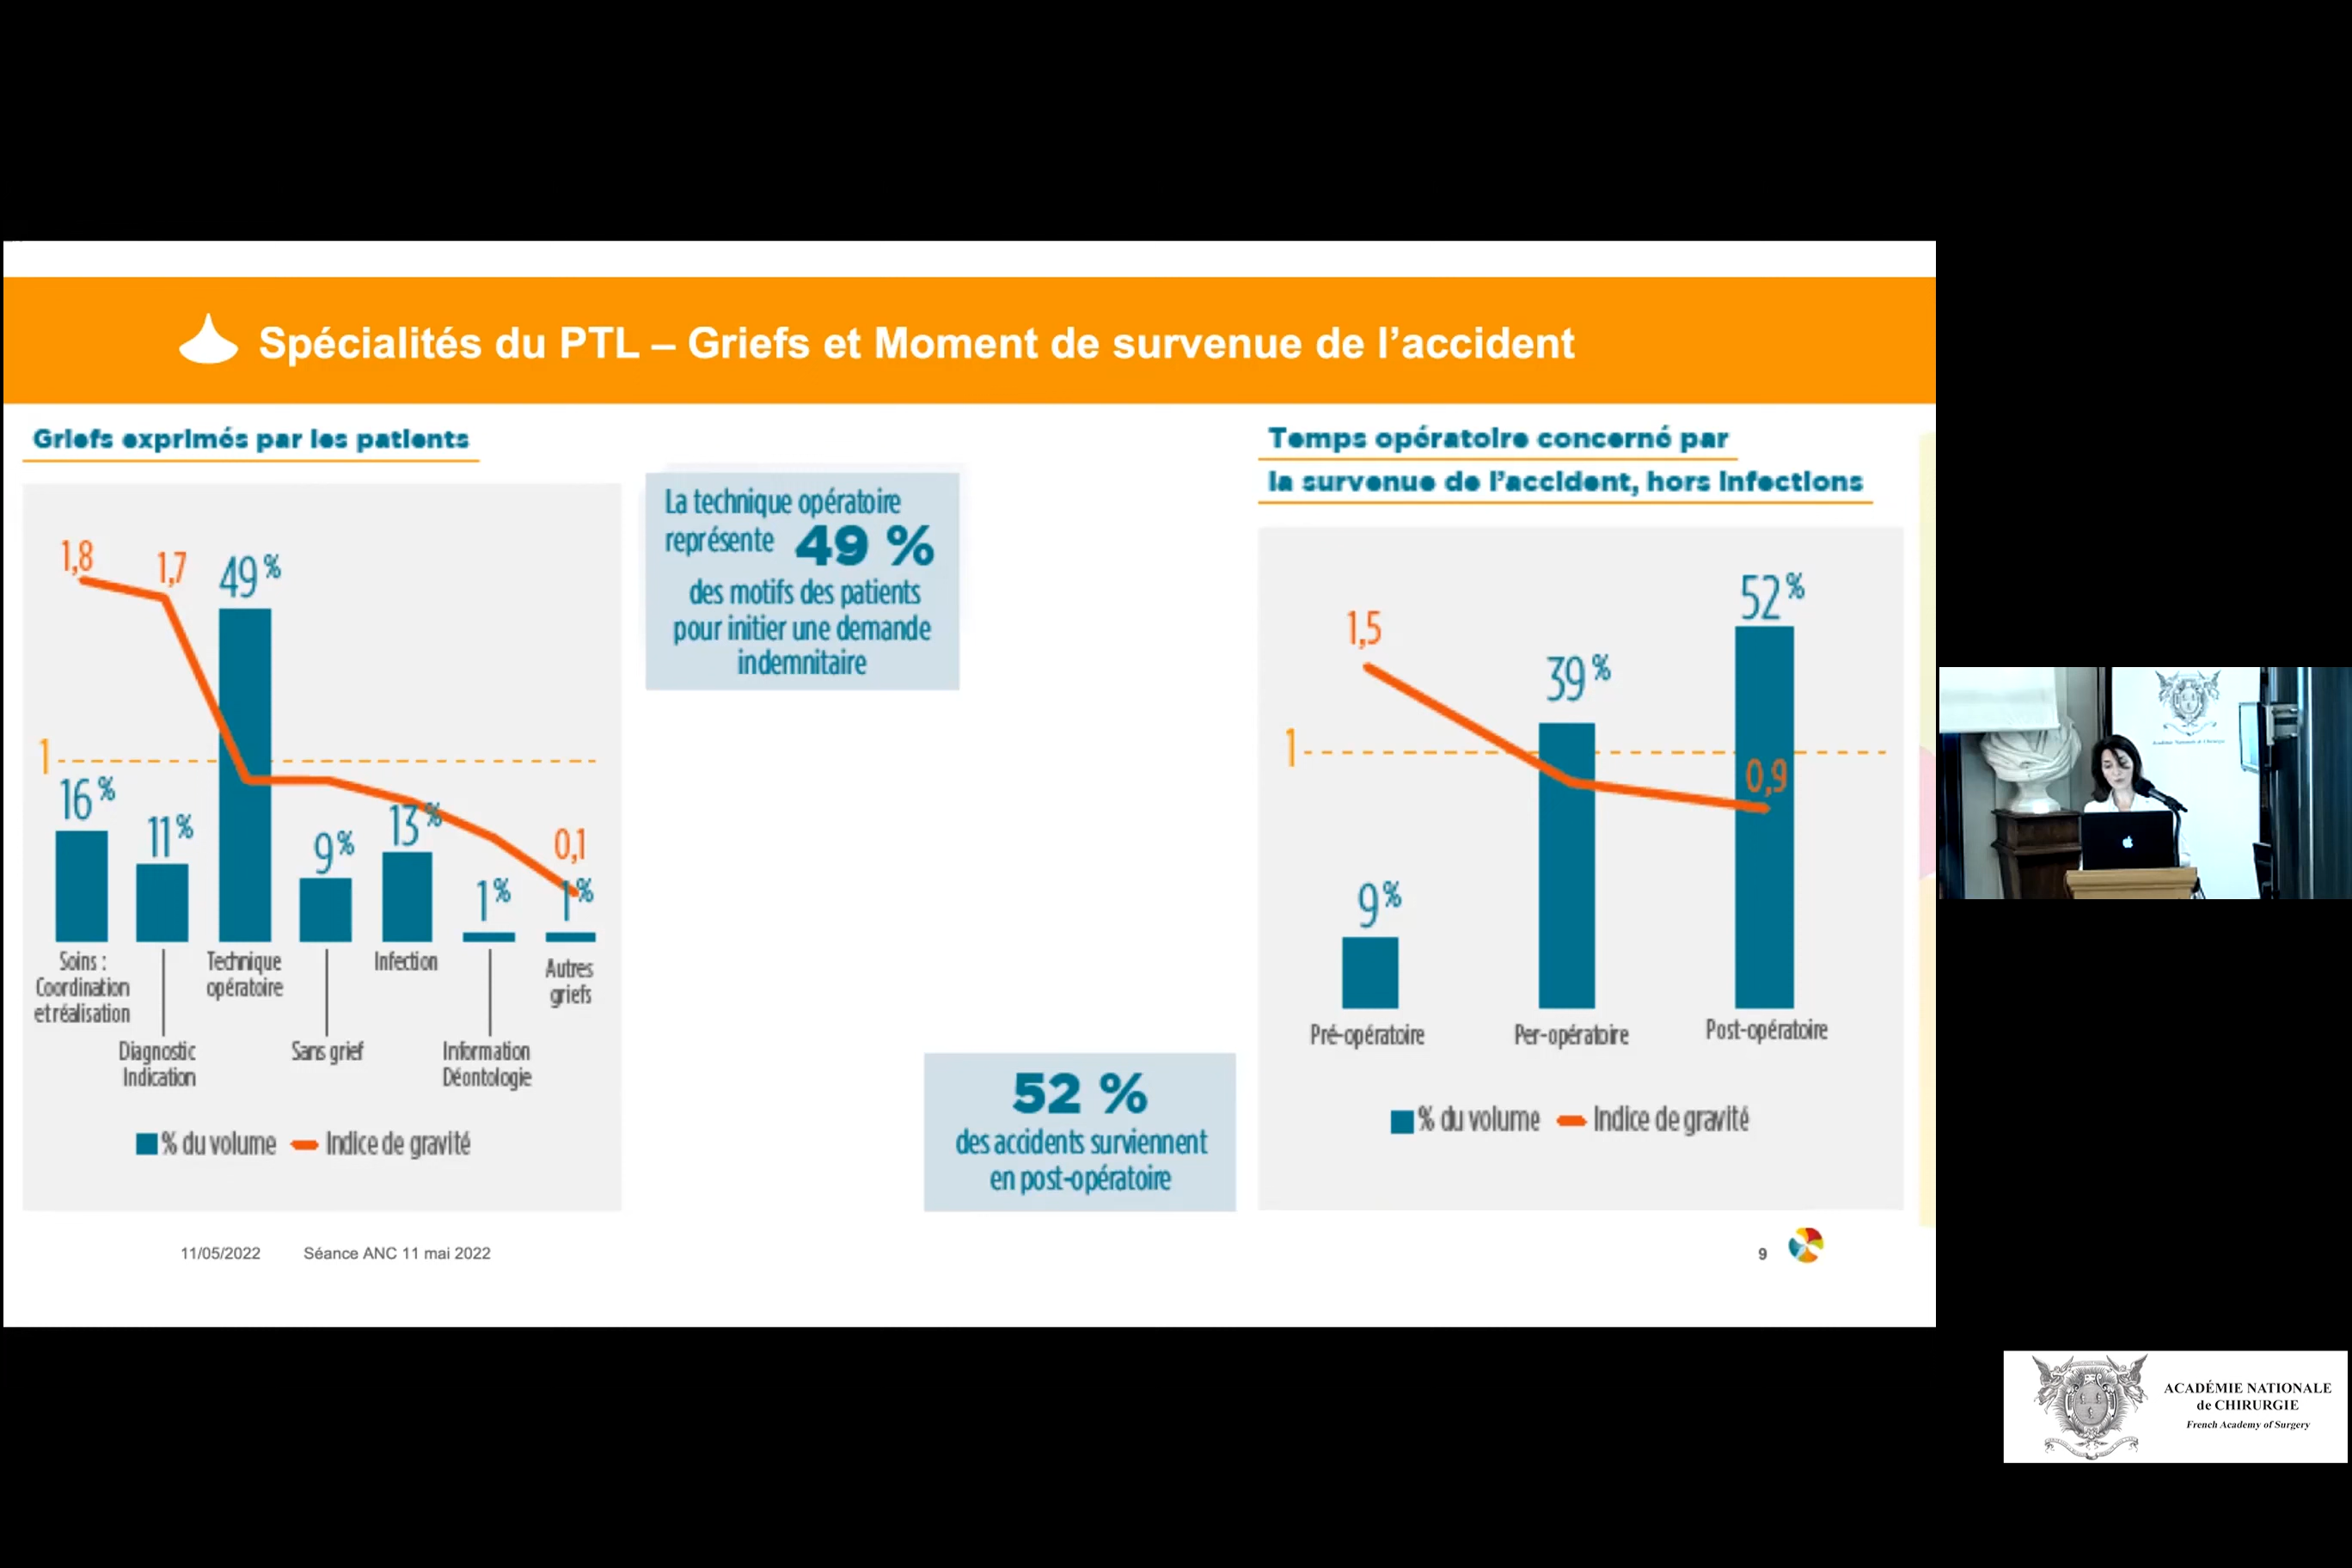 Spécialités du PTL – Griefs et Moment de survenue de l’accident
Griefs exprimés par les patients
1,8
1,7
49 %
1
16 %
11 %
9 %
13 %
1 %
0,1
1 %
Soins :
Coordination
et réalisation
Diagnostic
Indication
Technique
opératoire
Sans grief
Infection
Information
Déontologie
Autres
griefs
% du volume
Indice de gravité
La technique opératoire
représente 49 %
des motifs des patients
pour initier une demande
indemnitaire
52 %
des accidents surviennent
en post-opératoire
Temps opératoire concerné par
la survenue de l’accident, hors infections
1,5
1
9 %
39 %
52 %
0,9
Pré-opératoire
Per-opératoire
Post-opératoire
% du volume
Indice de gravité
11/05/2022
Séance ANC 11 mai 2022
9
ACADÉMIE NATIONALE
de CHIRURGIE
French Academy of Surgery